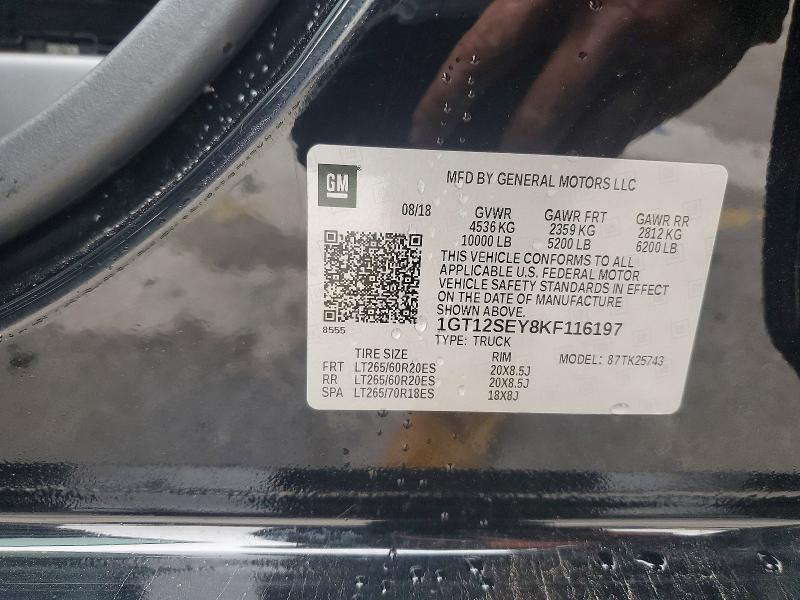 GM
MFD BY GENERAL MOTORS LLC
08/18 GVWR GAWR FRT GAWR RR
4536 KG 2359 KG 2812 KG
10000 LB 5200 LB 6200 LB
THIS VEHICLE CONFORMS TO ALL
APPLICABLE U.S. FEDERAL MOTOR
VEHICLE SAFETY STANDARDS IN EFFECT
ON THE DATE OF MANUFACTURE
SHOWN ABOVE.
8555 1GT12SEY8KF116197
TYPE: TRUCK
TIRE SIZE RIM MODEL: 87TK25743
FRT LT265/60R20ES 20X8.5J
RR LT265/60R20ES 20X8.5J
SPA LT265/70R18ES 18X8J